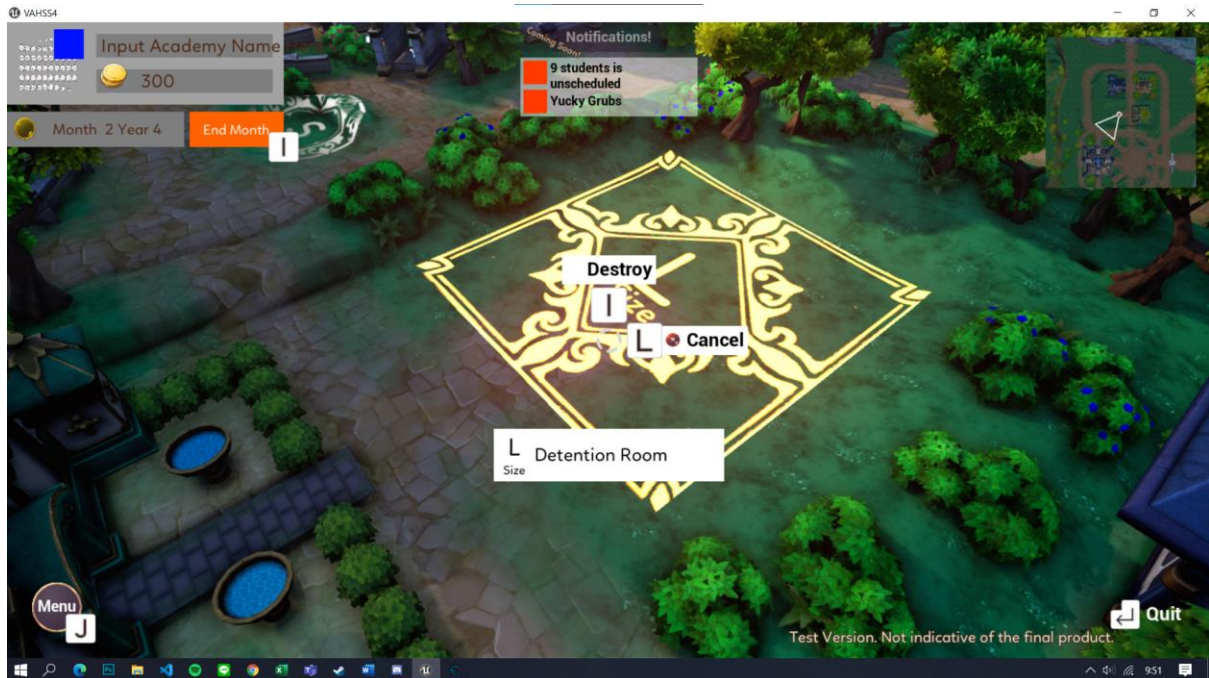 VAHSS4
Input Academy Name
300
Month 2 Year 4
End Month
I
Coming Soon!
Notifications!
9 students is
unscheduled
Yucky Grubs
Destroy
I
L
Cancel
L
Size
Detention Room
Menu
J
Quit
Test Version. Not indicative of the final product.
9:51